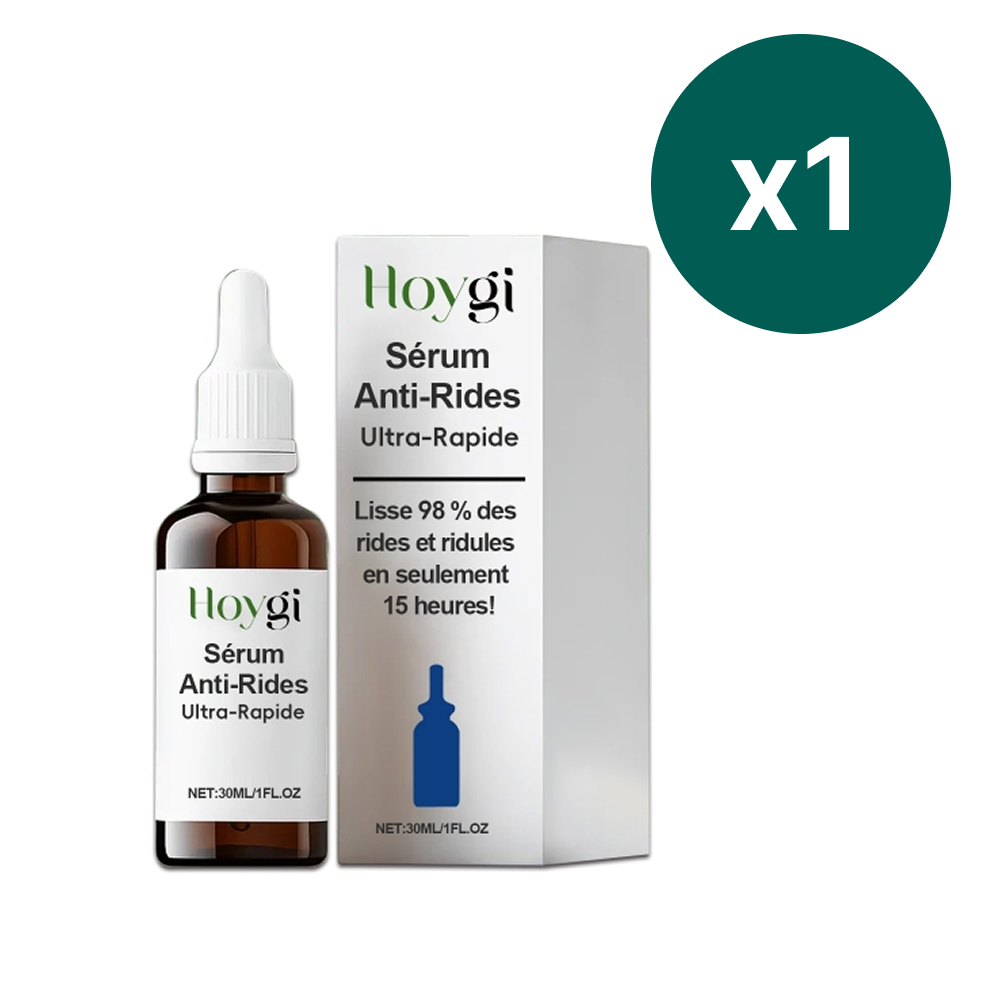 x1
Hoygi
Sérum
Anti-Rides
Ultra-Rapide
Lisse 98 % des
rides et ridules
en seulement
15 heures!
NET:30ML/1FL.OZ
Hoygi
Sérum
Anti-Rides
Ultra-Rapide
NET:30ML/1FL.OZ